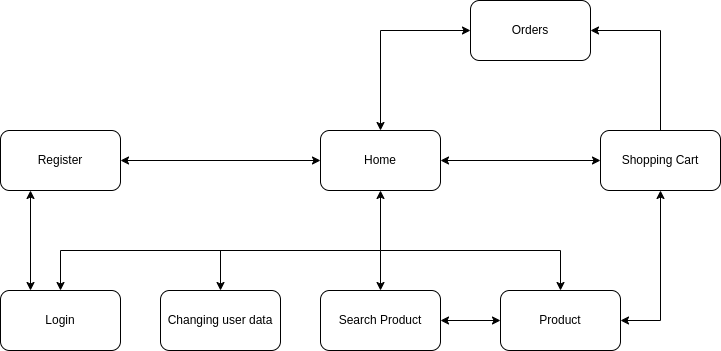 Orders
Register
Home
Shopping Cart
Login
Changing user data
Search Product
Product